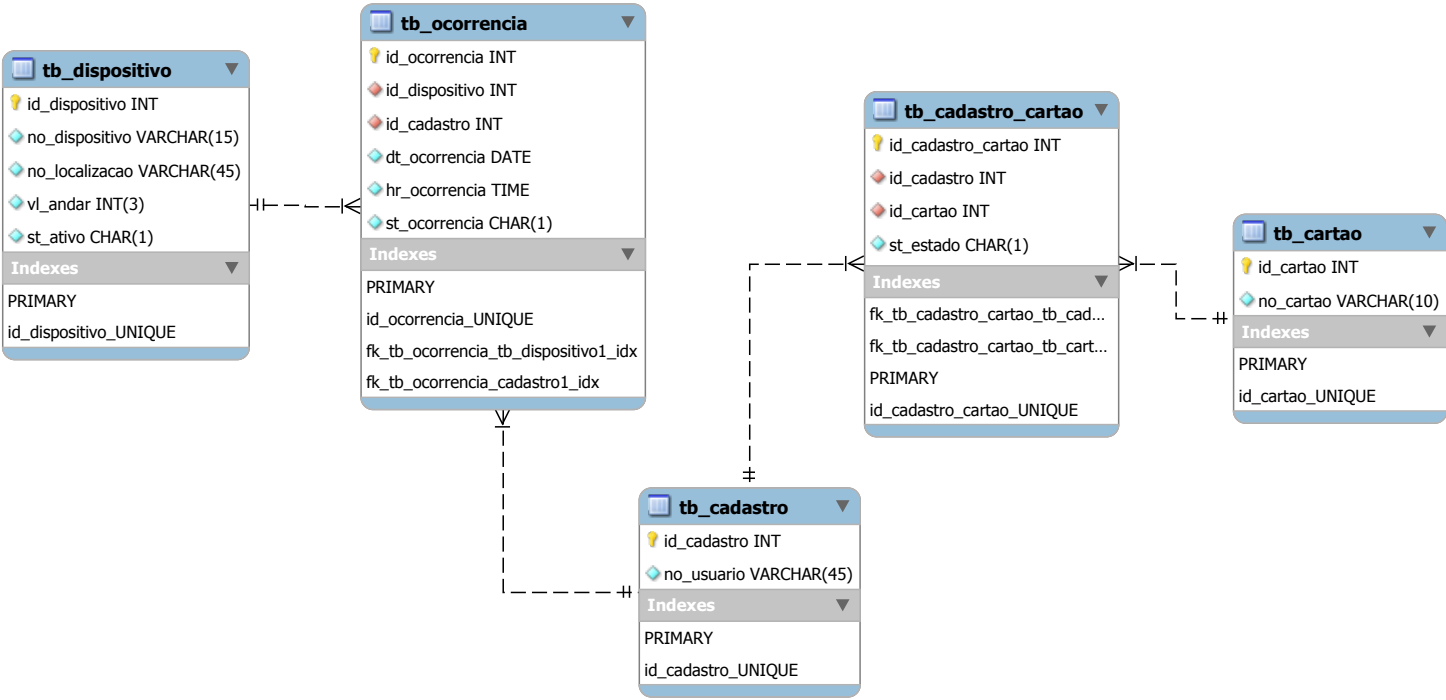 tb_dispositivo
id_dispositivo INT
no_dispositivo VARCHAR(15)
no_localizacao VARCHAR(45)
vl_andar INT(3)
st_ativo CHAR(1)
Indexes
PRIMARY
id_dispositivo_UNIQUE
tb_ocorrencia
id_ocorrencia INT
id_dispositivo INT
id_cadastro INT
dt_ocorrencia DATE
hr_ocorrencia TIME
st_ocorrencia CHAR(1)
Indexes
PRIMARY
id_ocorrencia_UNIQUE
fk_tb_ocorrencia_tb_dispositivo1_idx
fk_tb_ocorrencia_cadastro1_idx
tb_cadastro_cartao
id_cadastro_cartao INT
id_cadastro INT
id_cartao INT
st_estado CHAR(1)
Indexes
fk_tb_cadastro_cartao_tb_cad...
fk_tb_cadastro_cartao_tb_cart...
PRIMARY
id_cadastro_cartao_UNIQUE
tb_cartao
id_cartao INT
no_cartao VARCHAR(10)
Indexes
PRIMARY
id_cartao_UNIQUE
tb_cadastro
id_cadastro INT
no_usuario VARCHAR(45)
Indexes
PRIMARY
id_cadastro_UNIQUE